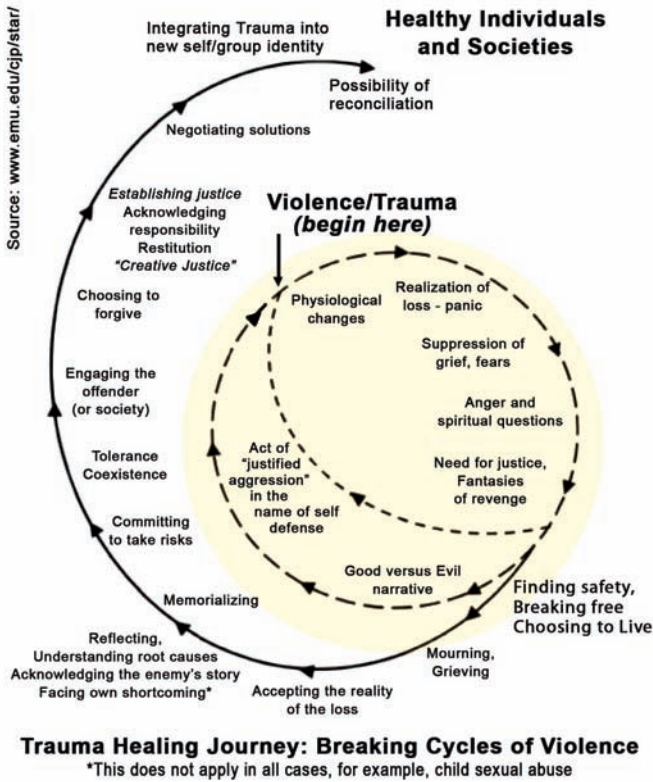 Source: www.emu.edu/cjp/star/
Healthy Individuals
and Societies
Integrating Trauma into
new self/group identity
Possibility of
reconciliation
Negotiating solutions
Establishing justice
Acknowledging
responsibility
Restitution
"Creative Justice"
Choosing to
forgive
Engaging the
offender
(or society)
Tolerance
Coexistence
Committing
to take risks
Memorializing
Reflecting,
Understanding root causes
Acknowledging the enemy's story
Facing own shortcoming*
Accepting the reality
of the loss
Mourning,
Grieving
Finding safety,
Breaking free
Choosing to Live
Violence/Trauma
(begin here)
Physiological
changes
Realization of
loss - panic
Suppression of
grief, fears
Anger and
spiritual questions
Need for justice,
Fantasies
of revenge
Good versus Evil
narrative
Act of
"justified
aggression"
in the
name of self
defense
Trauma Healing Journey: Breaking Cycles of Violence
*This does not apply in all cases, for example, child sexual abuse